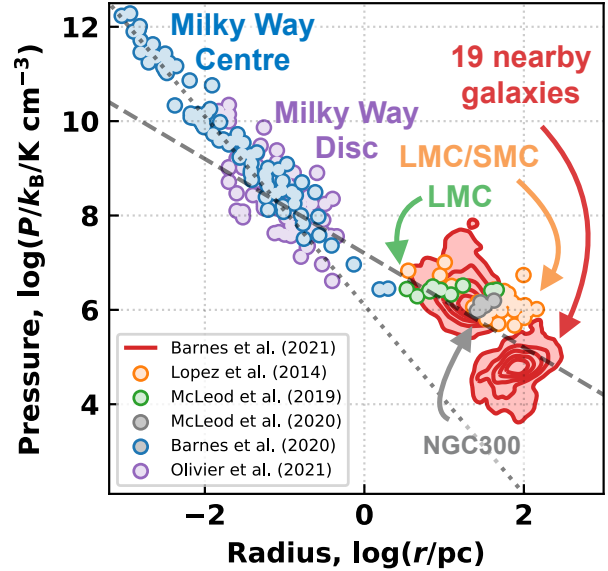 12
10
8
6
4
Pressure, log(P/k_B/K cm⁻³)
Milky Way
Centre
19 nearby
galaxies
Milky Way
Disc
LMC/SMC
LMC
Barnes et al. (2021)
Lopez et al. (2014)
McLeod et al. (2019)
McLeod et al. (2020)
Barnes et al. (2020)
Olivier et al. (2021)
NGC300
−2
0
2
Radius, log(r/pc)